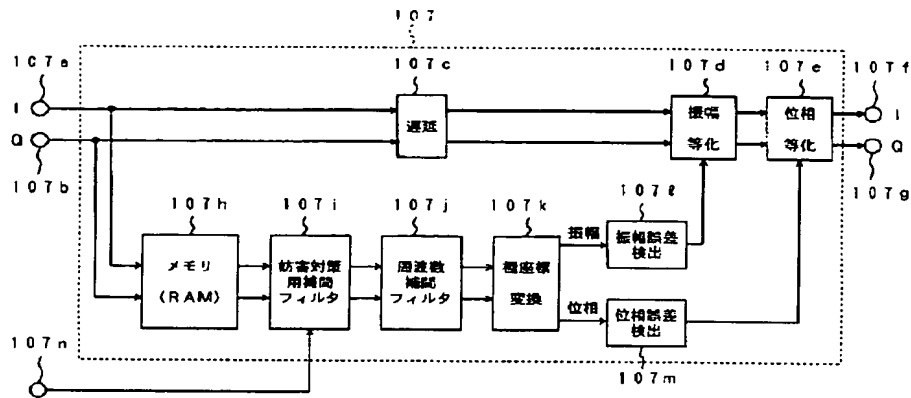 107
107a
107c
107d
107e
107f
I
遅延
振幅
等化
位相
等化
I
Q
Q
107b
107g
107h
107i
107j
107k
107ℓ
メモリ
(RAM)
妨害対策
用補間
フィルタ
周波数
補間
フィルタ
極座標
変換
振幅
振幅誤差
検出
位相
位相誤差
検出
107n
107m